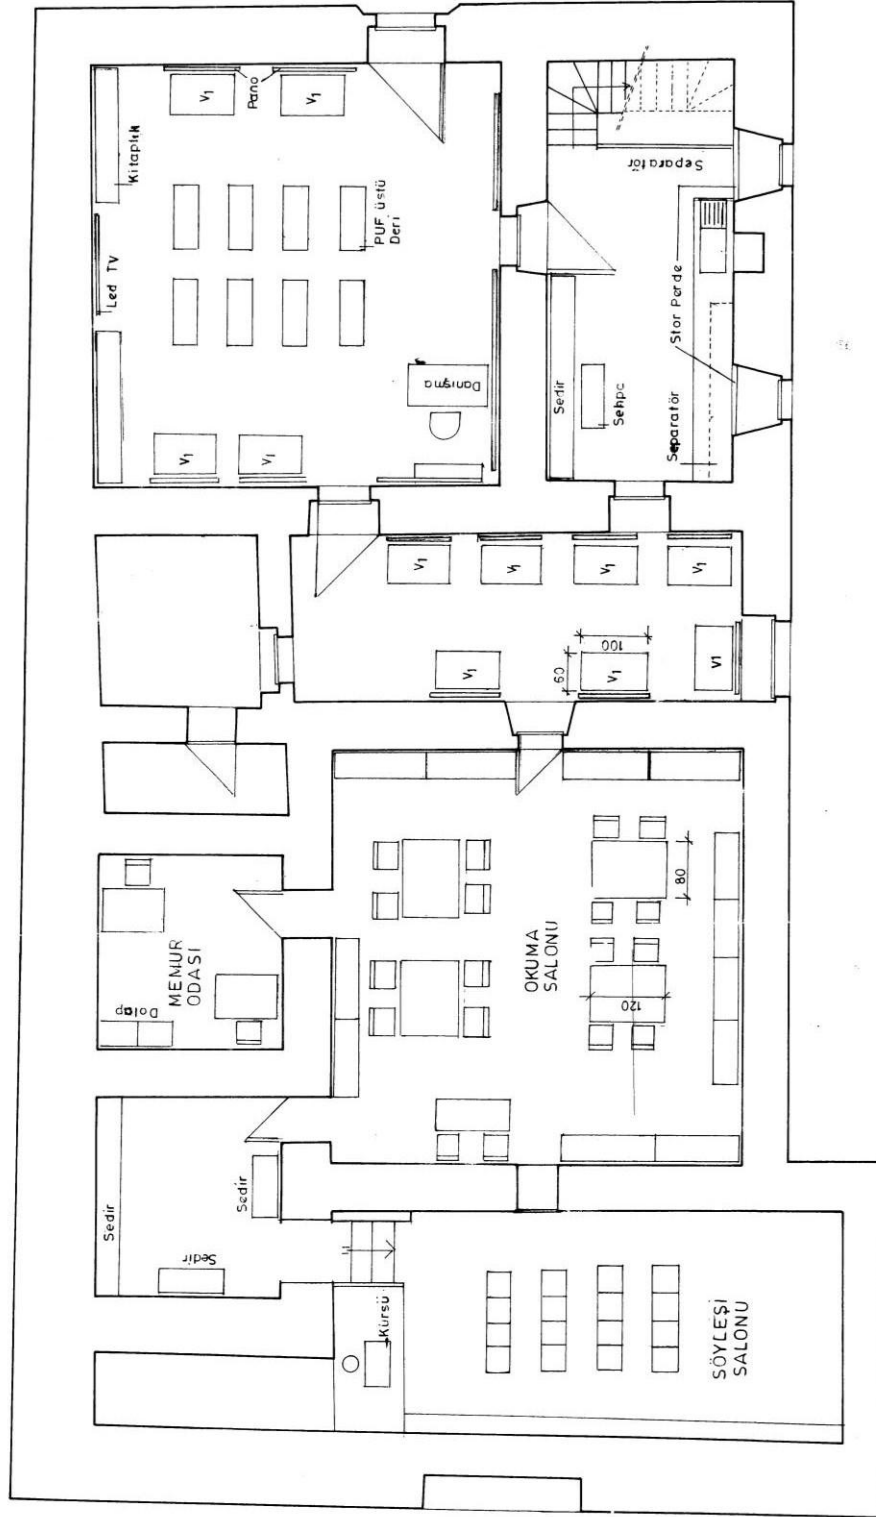 Pano
V1
V1
Kitaplık
Led TV
PUF üstü
Deri
Danışma
V1
V1
Separatör
Stor Perde
Separatör
Sedir
Sehpa
V1
V1
V1
V1
V1
V1
V1
60
100
MEMUR
ODASI
Dolap
OKUMA
SALONU
80
120
Sedir
Sedir
Sedir
Kürsü
SÖYLEŞİ
SALONU